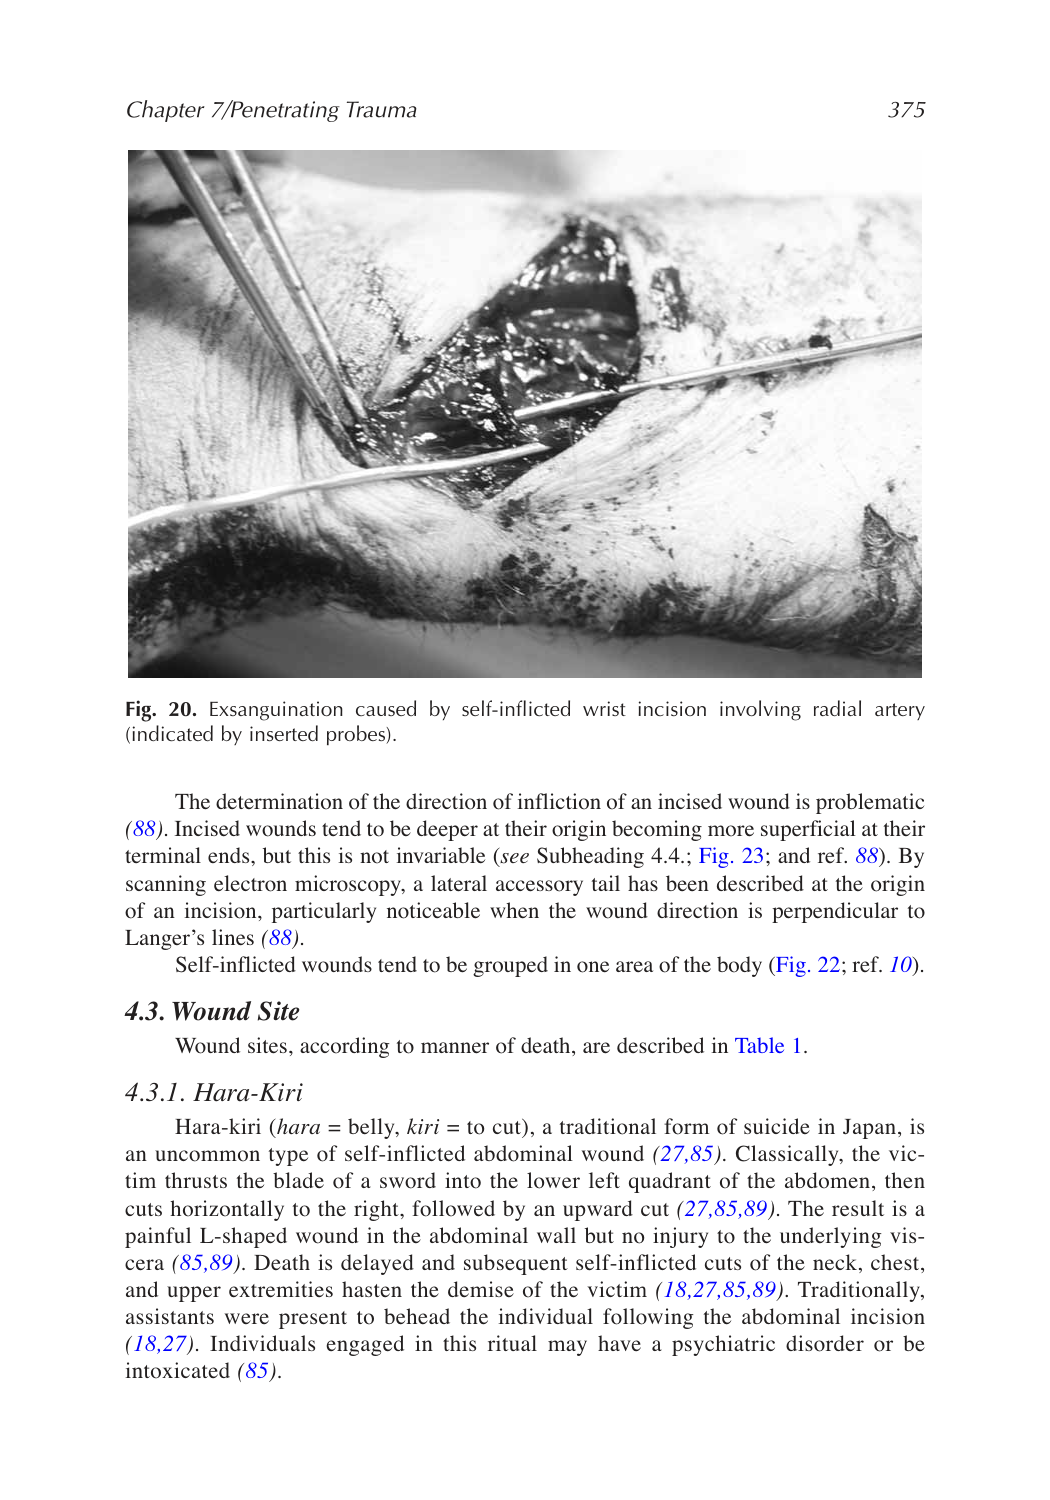 Chapter 7/Penetrating Trauma 375
Fig. 20. Exsanguination caused by self-inflicted wrist incision involving radial artery
(indicated by inserted probes).
The determination of the direction of infliction of an incised wound is problematic
(88). Incised wounds tend to be deeper at their origin becoming more superficial at their
terminal ends, but this is not invariable (see Subheading 4.4.; Fig. 23; and ref. 88). By
scanning electron microscopy, a lateral accessory tail has been described at the origin
of an incision, particularly noticeable when the wound direction is perpendicular to
Langer's lines (88).
Self-inflicted wounds tend to be grouped in one area of the body (Fig. 22; ref. 10).
4.3. Wound Site
Wound sites, according to manner of death, are described in Table 1.
4.3.1. Hara-Kiri
Hara-kiri (hara = belly, kiri = to cut), a traditional form of suicide in Japan, is
an uncommon type of self-inflicted abdominal wound (27,85). Classically, the vic-
tim thrusts the blade of a sword into the lower left quadrant of the abdomen, then
cuts horizontally to the right, followed by an upward cut (27,85,89). The result is a
painful L-shaped wound in the abdominal wall but no injury to the underlying vis-
cera (85,89). Death is delayed and subsequent self-inflicted cuts of the neck, chest,
and upper extremities hasten the demise of the victim (18,27,85,89). Traditionally,
assistants were present to behead the individual following the abdominal incision
(18,27). Individuals engaged in this ritual may have a psychiatric disorder or be
intoxicated (85).